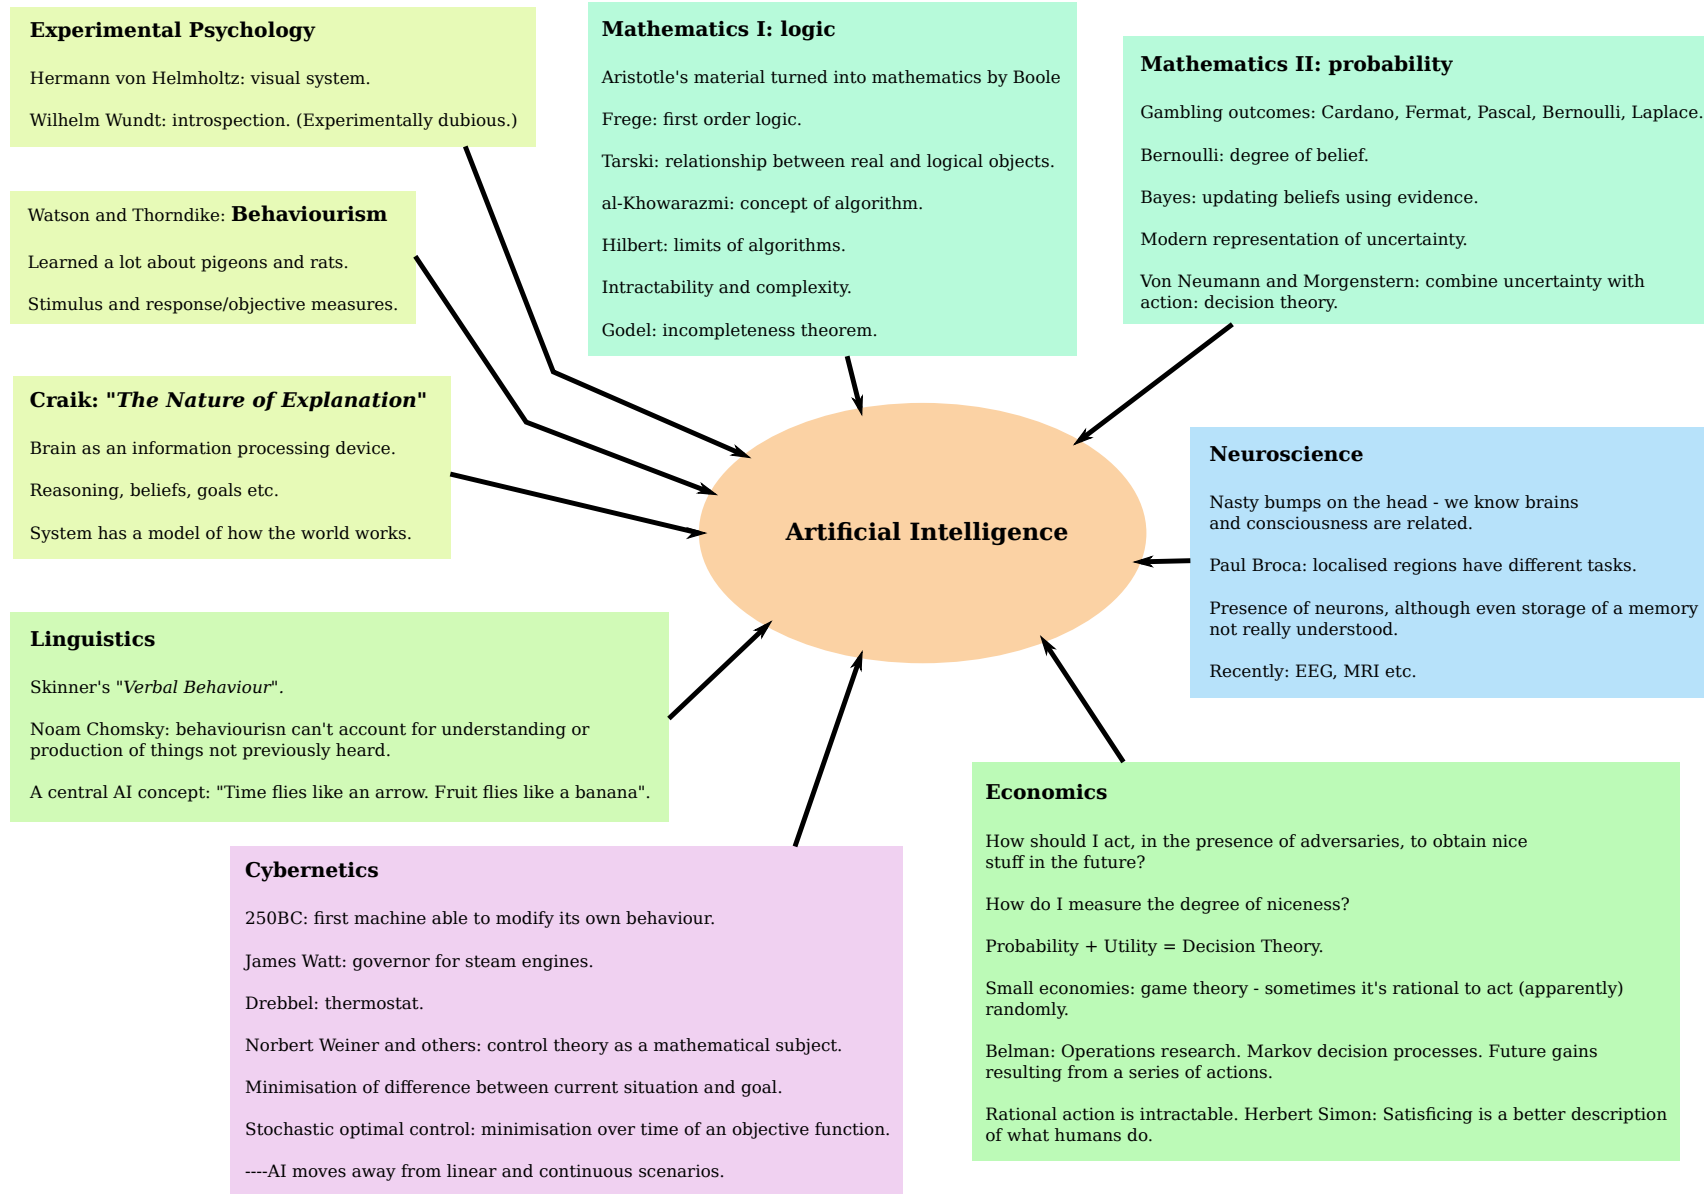 Experimental Psychology
Hermann von Helmholtz: visual system.
Wilhelm Wundt: introspection. (Experimentally dubious.)
Watson and Thorndike: Behaviourism
Learned a lot about pigeons and rats.
Stimulus and response/objective measures.
Craik: "The Nature of Explanation"
Brain as an information processing device.
Reasoning, beliefs, goals etc.
System has a model of how the world works.
Linguistics
Skinner's "Verbal Behaviour".
Noam Chomsky: behaviourisn can't account for understanding or
production of things not previously heard.
A central AI concept: "Time flies like an arrow. Fruit flies like a banana".
Cybernetics
250BC: first machine able to modify its own behaviour.
James Watt: governor for steam engines.
Drebbel: thermostat.
Norbert Weiner and others: control theory as a mathematical subject.
Minimisation of difference between current situation and goal.
Stochastic optimal control: minimisation over time of an objective function.
----AI moves away from linear and continuous scenarios.
Mathematics I: logic
Aristotle's material turned into mathematics by Boole
Frege: first order logic.
Tarski: relationship between real and logical objects.
al-Khowarazmi: concept of algorithm.
Hilbert: limits of algorithms.
Intractability and complexity.
Godel: incompleteness theorem.
Artificial Intelligence
Mathematics II: probability
Gambling outcomes: Cardano, Fermat, Pascal, Bernoulli, Laplace.
Bernoulli: degree of belief.
Bayes: updating beliefs using evidence.
Modern representation of uncertainty.
Von Neumann and Morgenstern: combine uncertainty with
action: decision theory.
Neuroscience
Nasty bumps on the head - we know brains
and consciousness are related.
Paul Broca: localised regions have different tasks.
Presence of neurons, although even storage of a memory
not really understood.
Recently: EEG, MRI etc.
Economics
How should I act, in the presence of adversaries, to obtain nice
stuff in the future?
How do I measure the degree of niceness?
Probability + Utility = Decision Theory.
Small economies: game theory - sometimes it's rational to act (apparently)
randomly.
Belman: Operations research. Markov decision processes. Future gains
resulting from a series of actions.
Rational action is intractable. Herbert Simon: Satisficing is a better description
of what humans do.